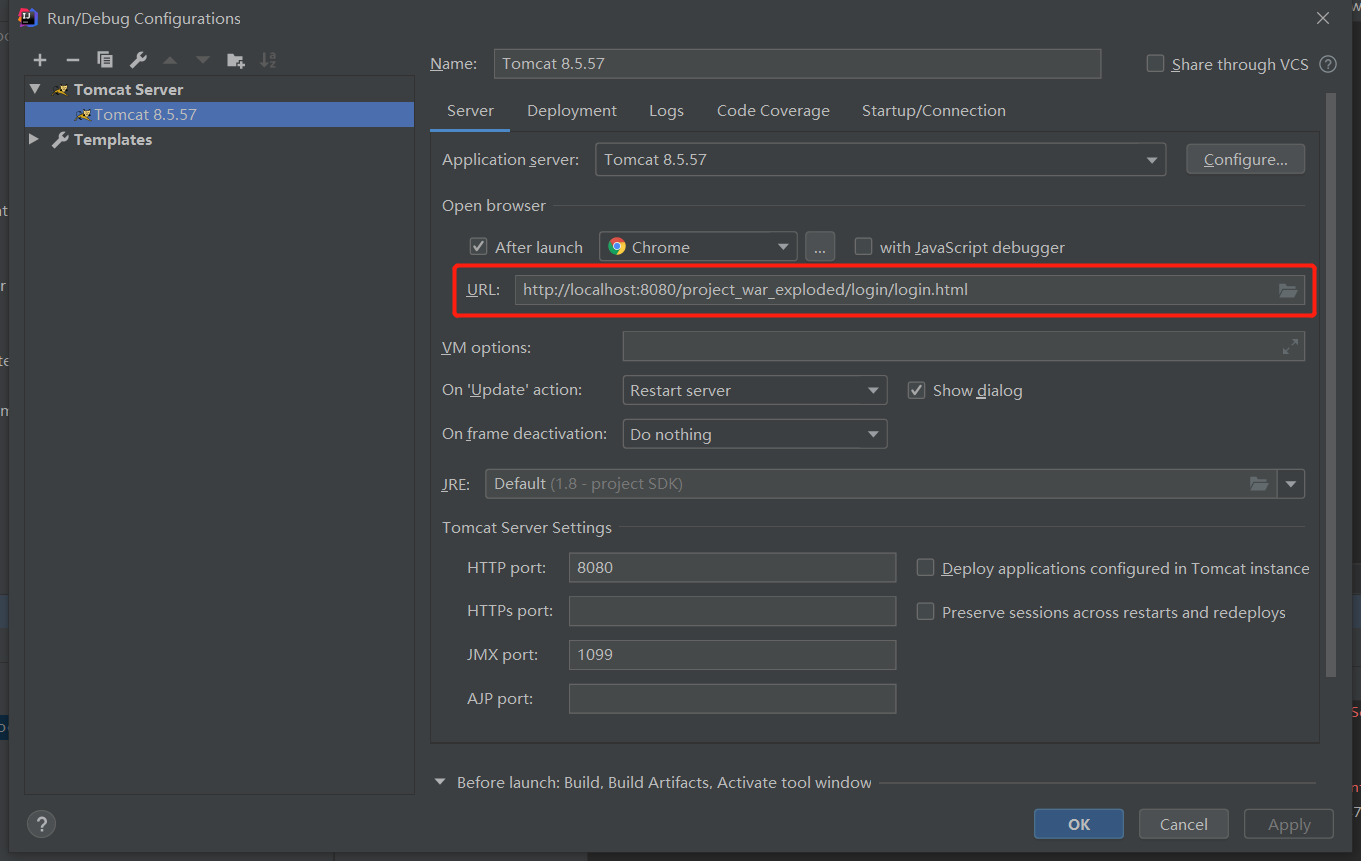 Run/Debug Configurations
Name: Tomcat 8.5.57 Share through VCS ?
Tomcat Server
Tomcat 8.5.57
Templates
Server Deployment Logs Code Coverage Startup/Connection
Application server: Tomcat 8.5.57 Configure...
Open browser
After launch Chrome ... with JavaScript debugger
URL: http://localhost:8080/project_war_exploded/login/login.html
VM options:
On 'Update' action: Restart server Show dialog
On frame deactivation: Do nothing
JRE: Default (1.8 - project SDK)
Tomcat Server Settings
HTTP port: 8080 Deploy applications configured in Tomcat instance
HTTPs port: Preserve sessions across restarts and redeploys
JMX port: 1099
AJP port:
Before launch: Build, Build Artifacts, Activate tool window
? OK Cancel Apply